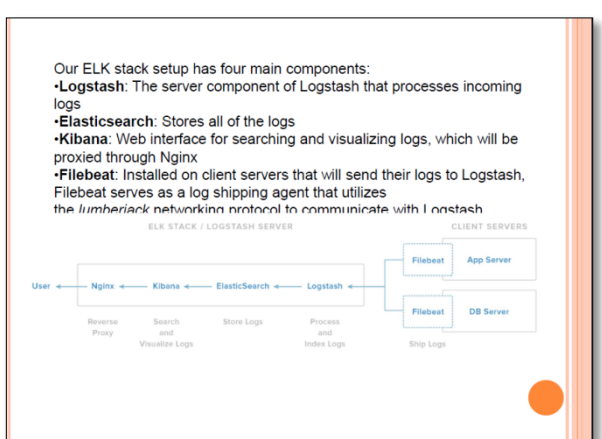 Our ELK stack setup has four main components:
•Logstash: The server component of Logstash that processes incoming
logs
•Elasticsearch: Stores all of the logs
•Kibana: Web interface for searching and visualizing logs, which will be
proxied through Nginx
•Filebeat: Installed on client servers that will send their logs to Logstash,
Filebeat serves as a log shipping agent that utilizes
the lumberjack networking protocol to communicate with Logstash
ELK STACK / LOGSTASH SERVER
CLIENT SERVERS
Filebeat App Server
User Nginx Kibana ElasticSearch Logstash
Filebeat DB Server
Reverse
Proxy
Search
and
Visualize Logs
Store Logs
Process
and
Index Logs
Ship Logs